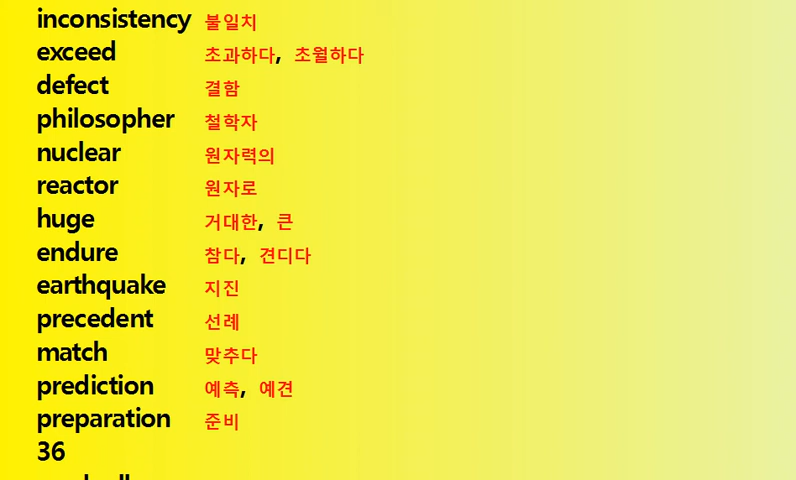 inconsistency 불일치
exceed 초과하다, 초월하다
defect 결함
philosopher 철학자
nuclear 원자력의
reactor 원자로
huge 거대한, 큰
endure 참다, 견디다
earthquake 지진
precedent 선례
match 맞추다
prediction 예측, 예견
preparation 준비
36